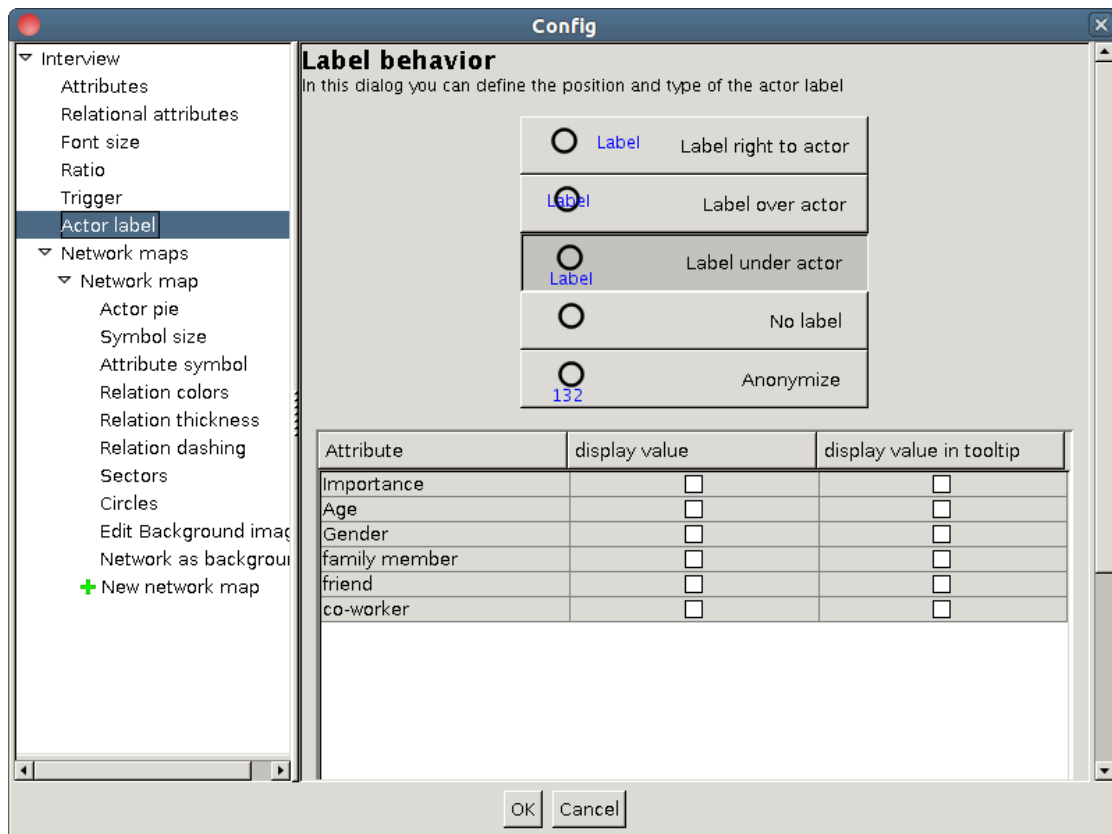 Config
Interview
Attributes
Relational attributes
Font size
Ratio
Trigger
Actor label
Network maps
Network map
Actor pie
Symbol size
Attribute symbol
Relation colors
Relation thickness
Relation dashing
Sectors
Circles
Edit Background imag
Network as backgroun
New network map
Label behavior
In this dialog you can define the position and type of the actor label
Label Label right to actor
Label Label over actor
Label under actor
Label
No label
Anonymize
132
Attribute display value display value in tooltip
Importance
Age
Gender
family member
friend
co-worker
OK Cancel